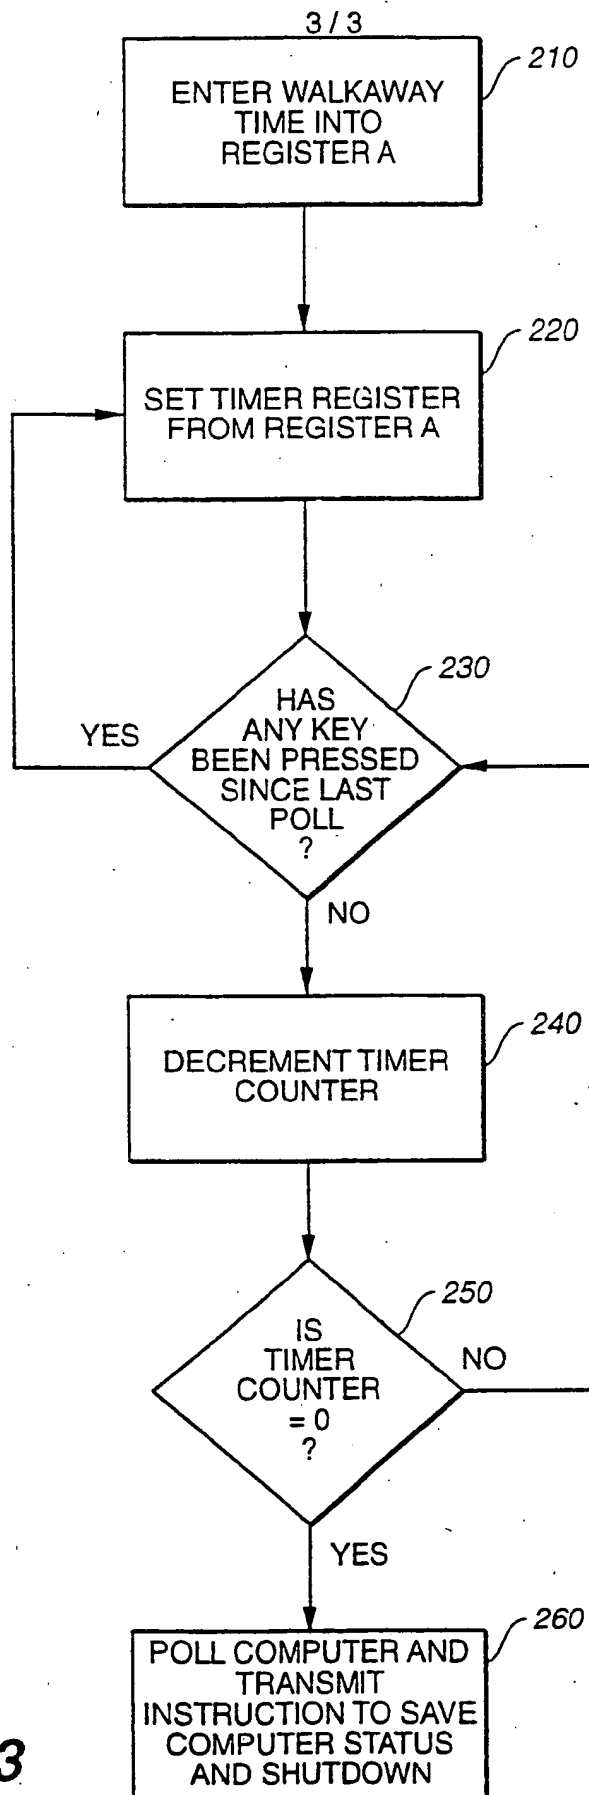 3/3
210
ENTER WALKAWAY
TIME INTO
REGISTER A
220
SET TIMER REGISTER
FROM REGISTER A
230
HAS
ANY KEY
BEEN PRESSED
SINCE LAST
POLL
?
YES
NO
240
DECREMENT TIMER
COUNTER
250
IS
TIMER
COUNTER
= 0
?
NO
YES
260
POLL COMPUTER AND
TRANSMIT
INSTRUCTION TO SAVE
COMPUTER STATUS
AND SHUTDOWN
3